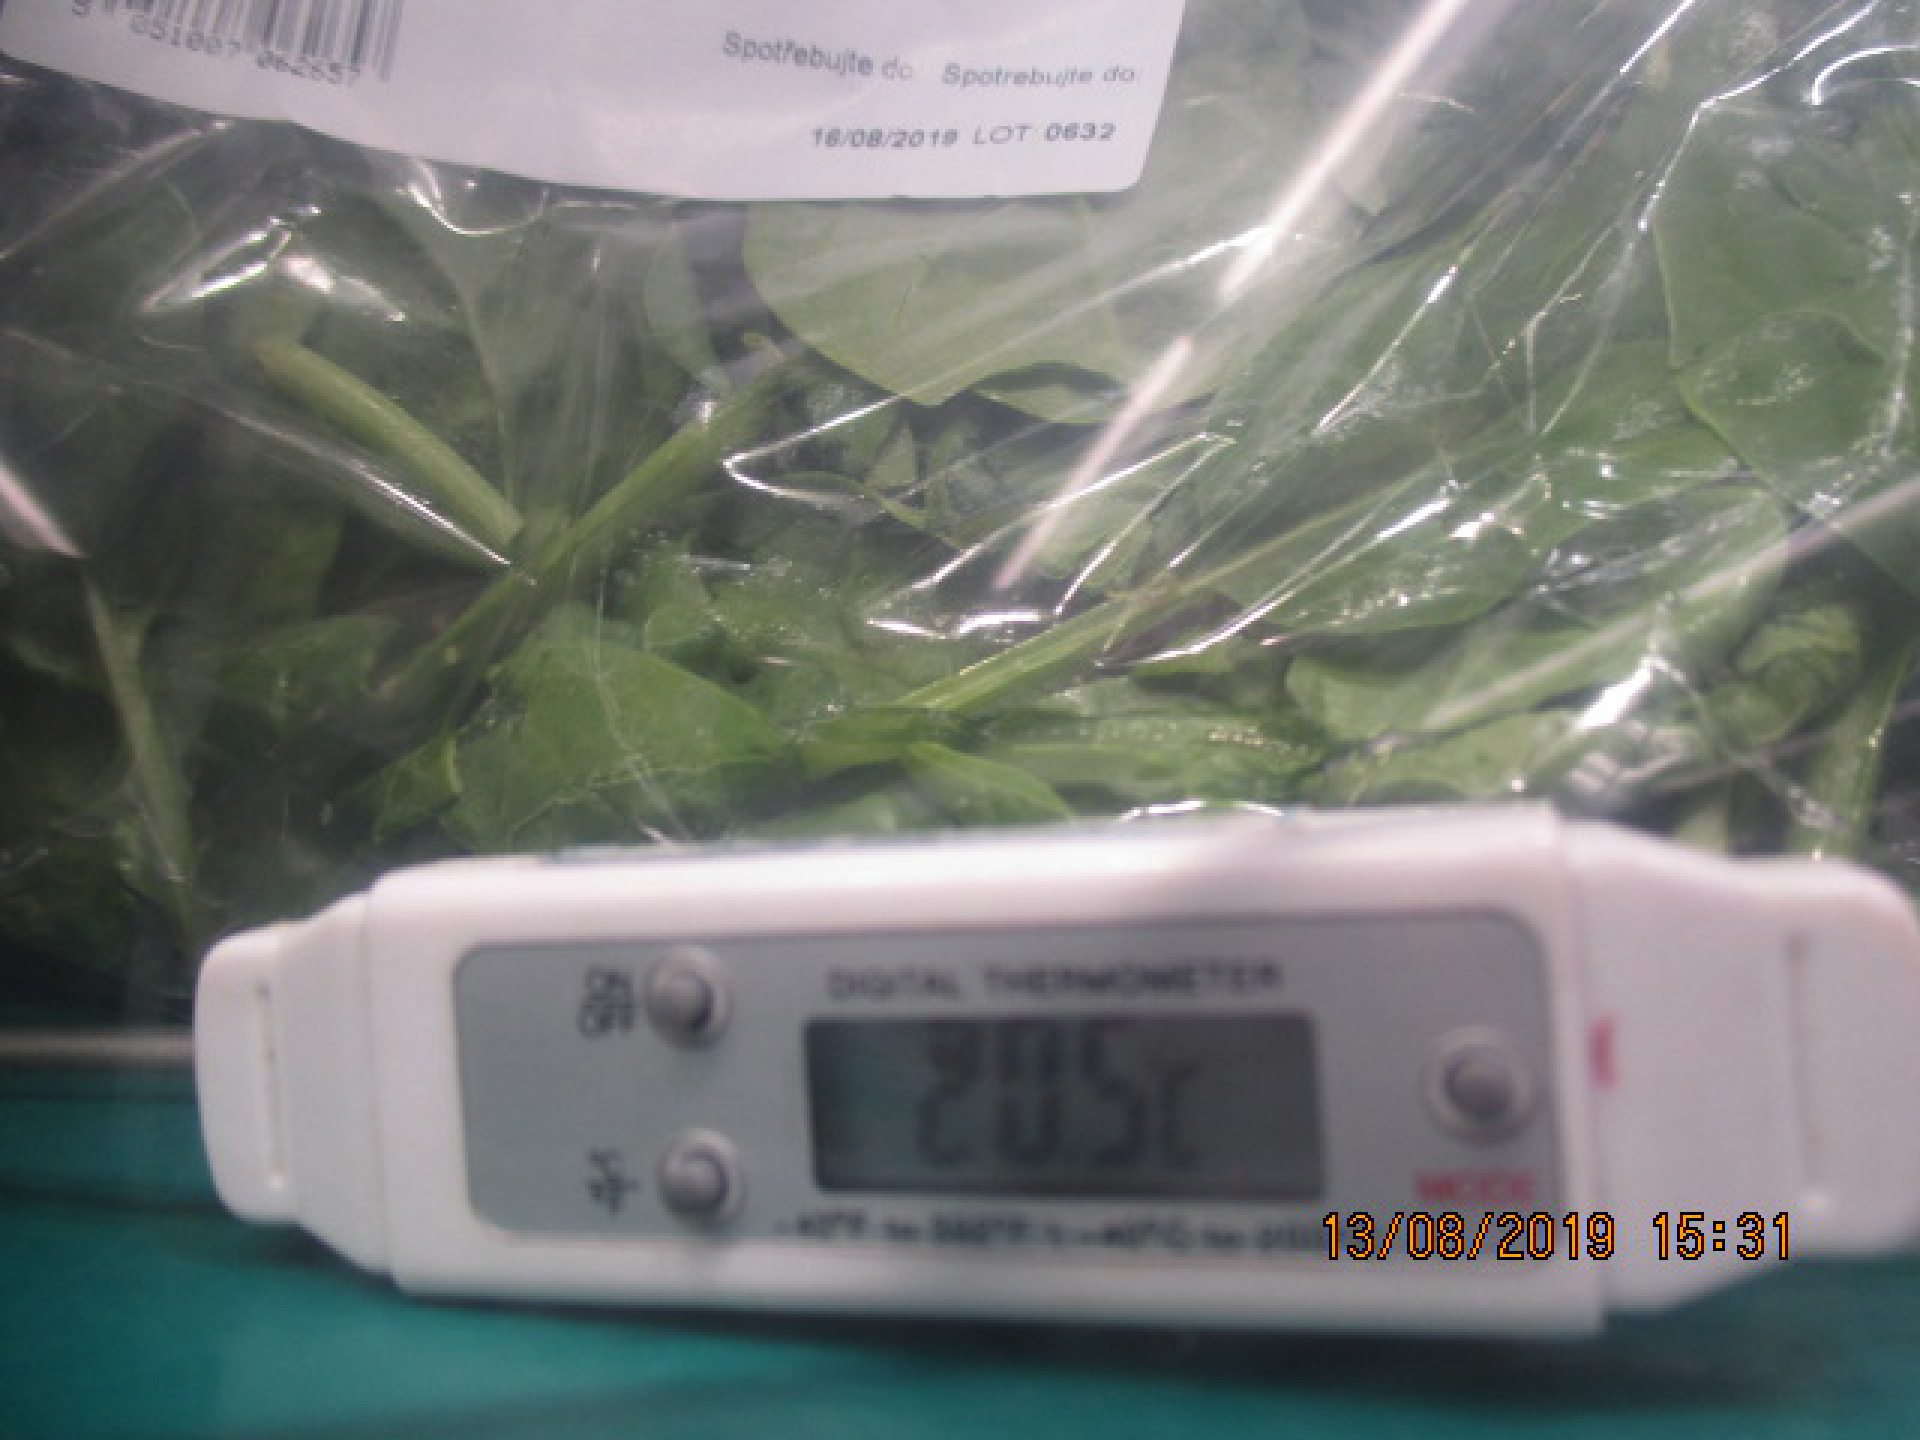 Spotřebujte do Spotrebujte do:
16/08/2019 LOT 0632
ON
OFF
DIGITAL THERMOMETER
20.5°C
MODE
13/08/2019 15:31